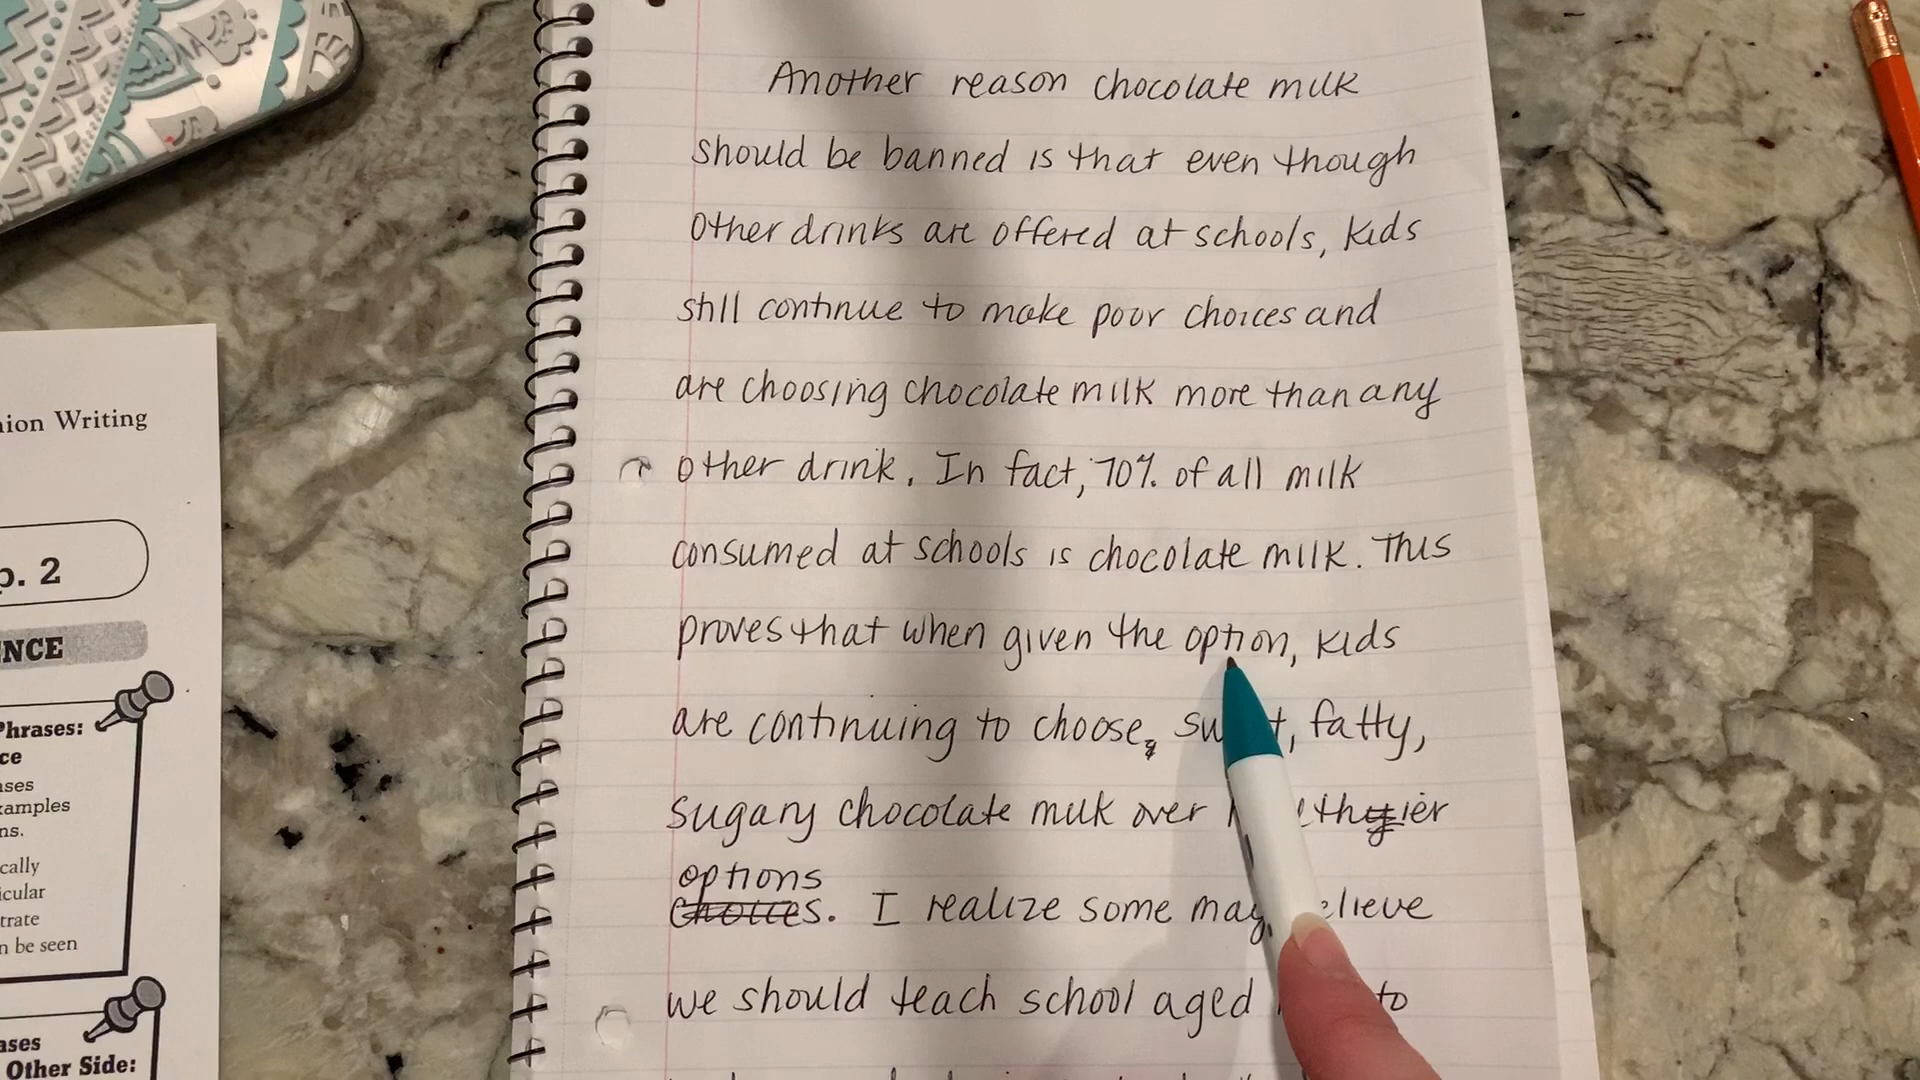 Another reason chocolate milk
should be banned is that even though
other drinks are offered at schools, kids
still continue to make poor choices and
are choosing chocolate milk more than any
other drink. In fact, 70% of all milk
consumed at schools is chocolate milk. This
proves that when given the option, kids
are continuing to choose, fatty,
sugary chocolate milk over
options
choices. I realize some may
we should teach school aged to
nion Writing
p. 2
NCE
Phrases:
ce
ases
xamples
ns.
cally
icular
trate
n be seen
ases
Other Side: